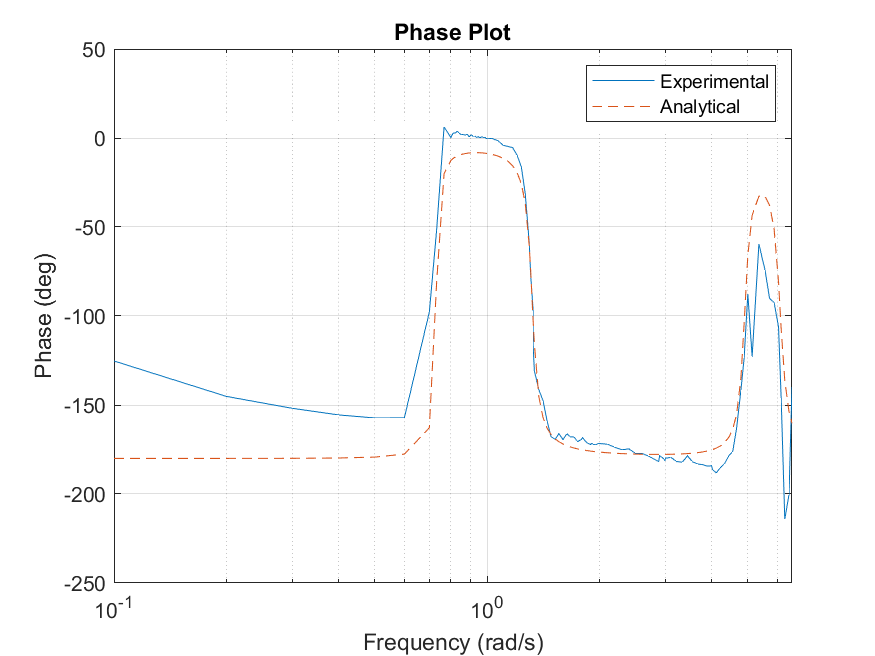 Phase Plot
50
0
-50
-100
-150
-200
-250
Phase (deg)
Experimental
Analytical
10^-1
10^0
Frequency (rad/s)